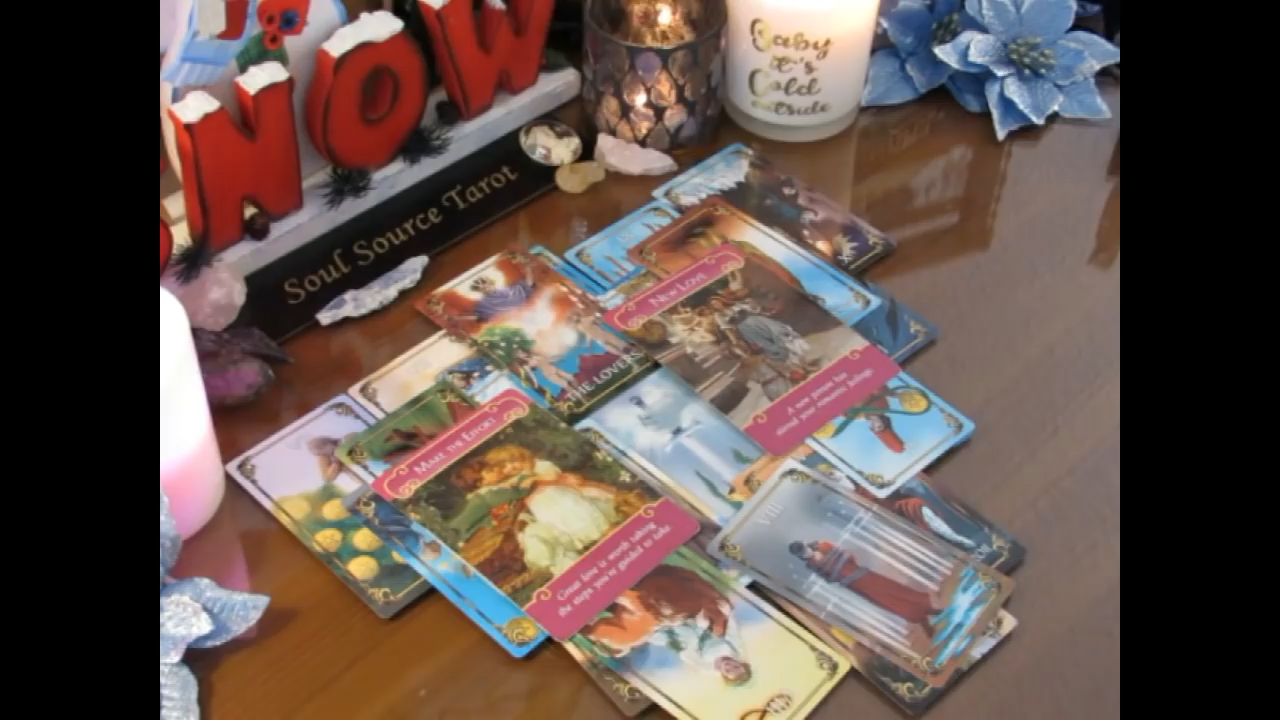 SNOW
Baby
it's
Cold
outside
Soul Source Tarot
NEW LOVE
THE LOVERS
A new person has
stirred your romantic feelings.
MAKE THE EFFORT
VIII
Great love is worth taking
the steps you're guided to take